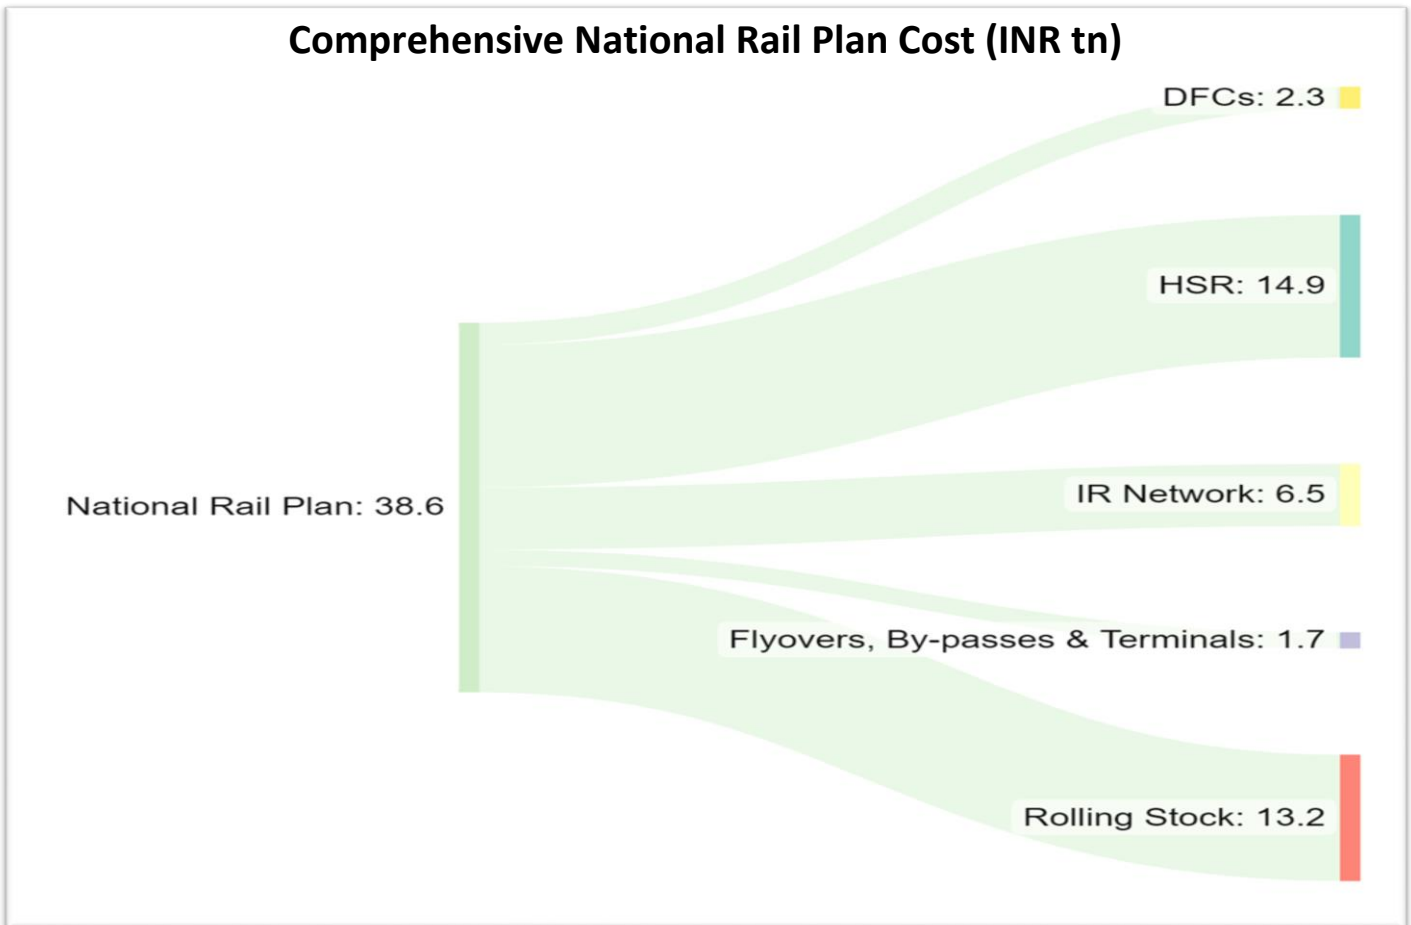 Comprehensive National Rail Plan Cost (INR tn)
DFCs: 2.3
HSR: 14.9
IR Network: 6.5
National Rail Plan: 38.6
Flyovers, By-passes & Terminals: 1.7
Rolling Stock: 13.2